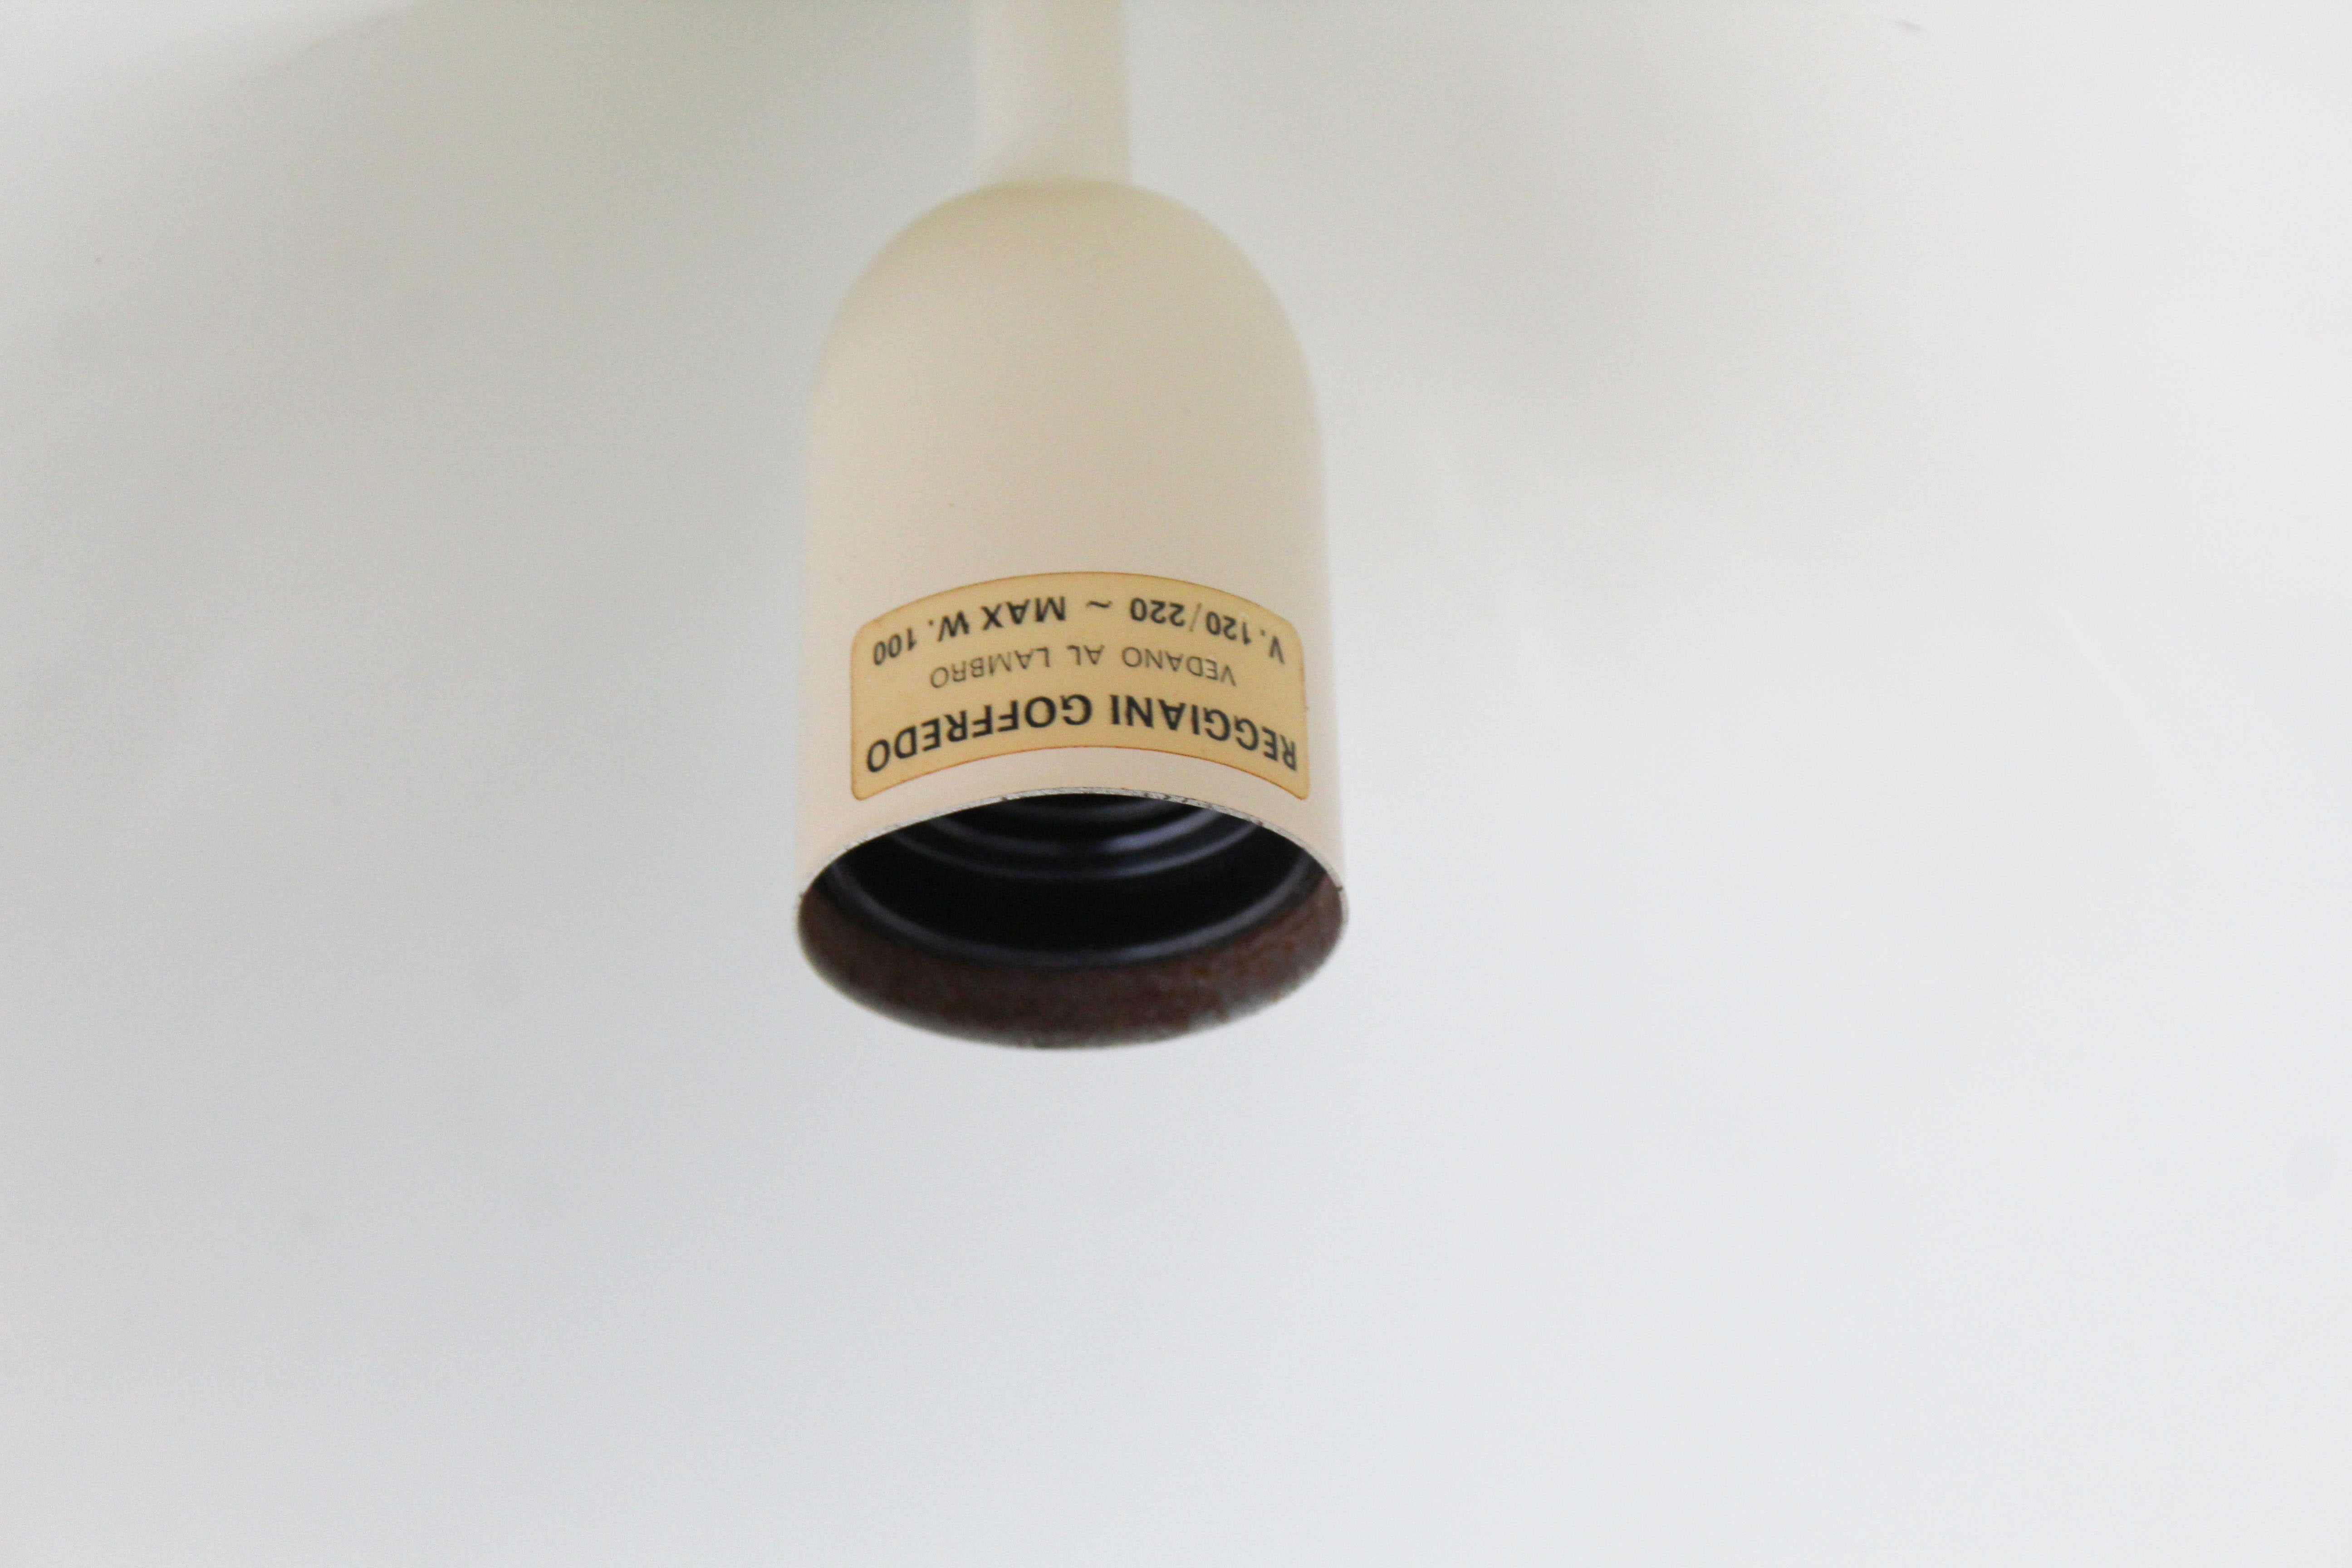 REGGIANI GOFFREDO
VEDANO AL LAMBRO
V. 120/220 ~ MAX W. 100